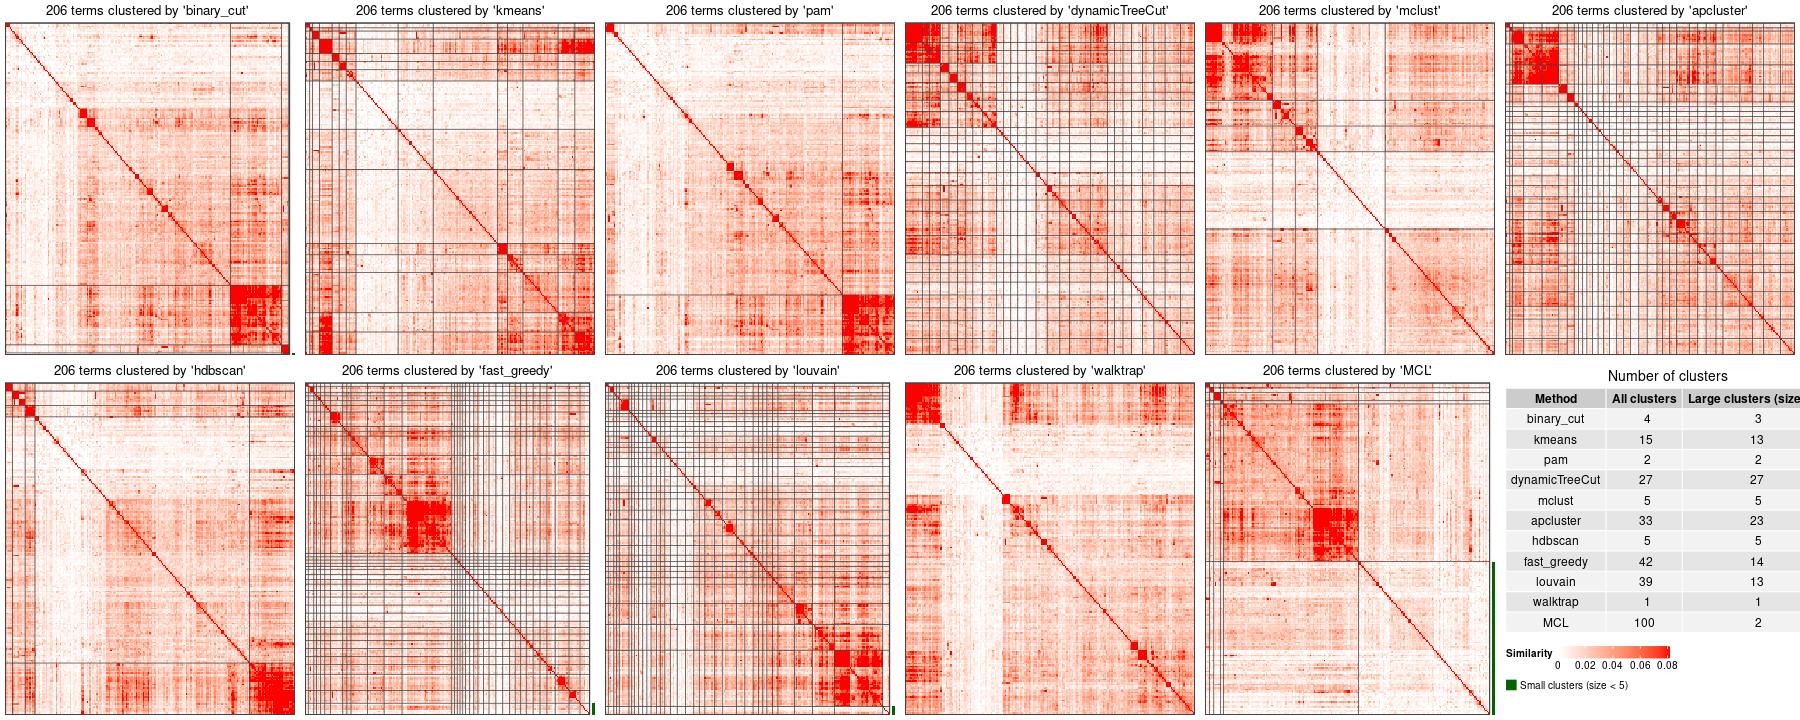 206 terms clustered by 'binary_cut'
206 terms clustered by 'kmeans'
206 terms clustered by 'pam'
206 terms clustered by 'dynamicTreeCut'
206 terms clustered by 'mclust'
206 terms clustered by 'apcluster'
206 terms clustered by 'hdbscan'
206 terms clustered by 'fast_greedy'
206 terms clustered by 'louvain'
206 terms clustered by 'walktrap'
206 terms clustered by 'MCL'
Number of clusters
Method All clusters Large clusters (size
binary_cut 4 3
kmeans 15 13
pam 2 2
dynamicTreeCut 27 27
mclust 5 5
apcluster 33 23
hdbscan 5 5
fast_greedy 42 14
louvain 39 13
walktrap 1 1
MCL 100 2
Similarity
0 0.02 0.04 0.06 0.08
Small clusters (size < 5)